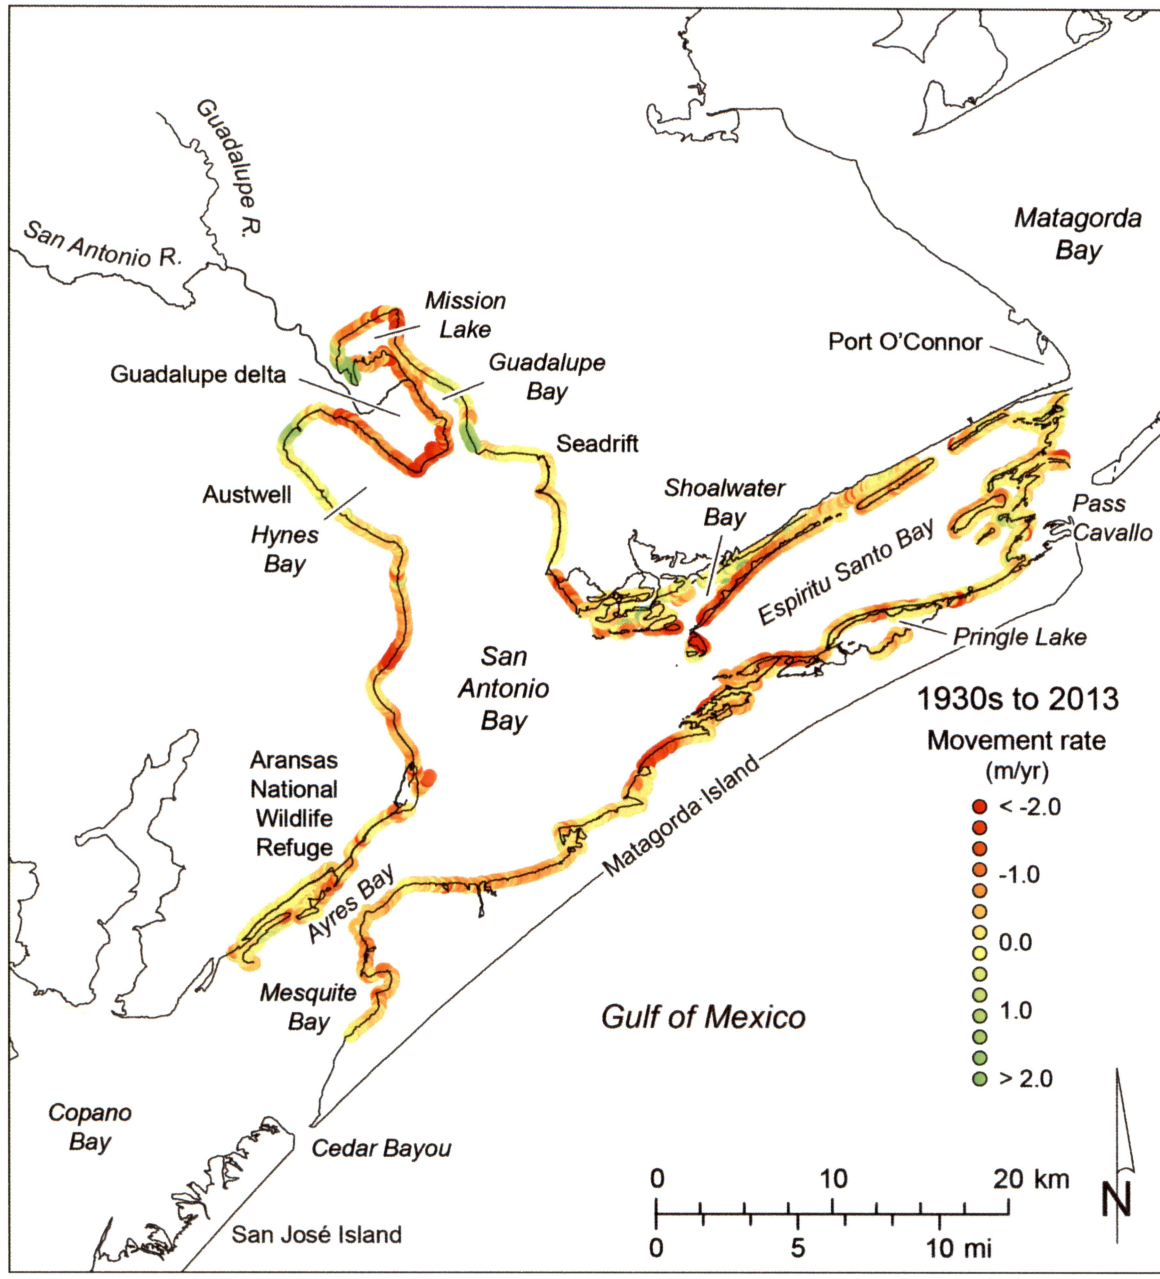 Guadalupe R.
San Antonio R.
Matagorda
Bay
Mission
Lake
Port O'Connor
Guadalupe
Bay
Guadalupe delta
Seadrift
Austwell
Shoalwater
Bay
Hynes
Bay
Pass
Cavallo
Espiritu Santo Bay
Pringle Lake
San
Antonio
Bay
1930s to 2013
Movement rate
(m/yr)
< -2.0
-1.0
0.0
1.0
> 2.0
Aransas
National
Wildlife
Refuge
Matagorda Island
Ayres Bay
Mesquite
Bay
Gulf of Mexico
Copano
Bay
Cedar Bayou
San José Island
0 10 20 km
0 5 10 mi
N